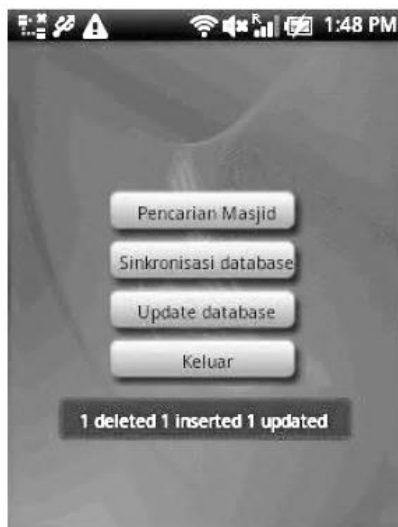 R
1:48 PM
Pencarian Masjid
Sinkronisasi database
Update database
Keluar
1 deleted 1 inserted 1 updated